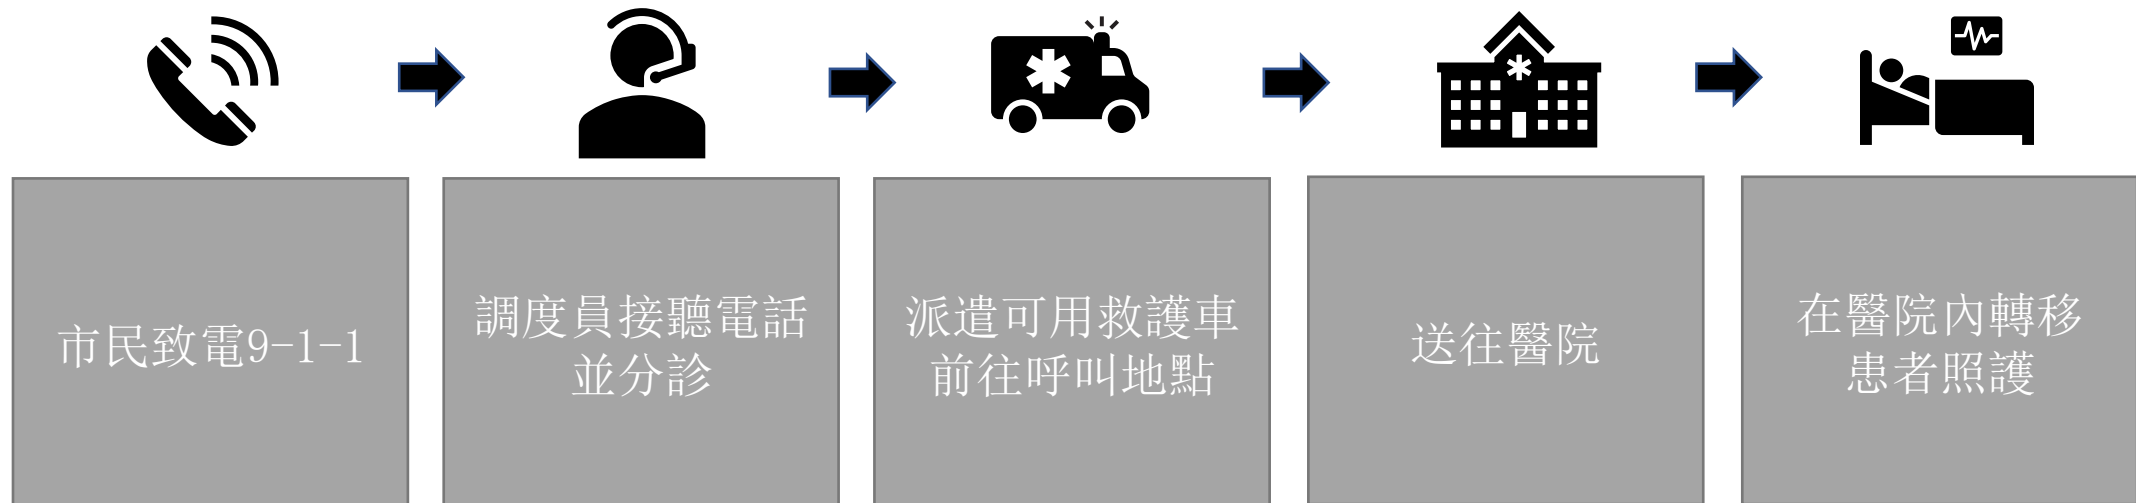 市民致電9-1-1
調度員接聽電話
並分診
派遣可用救護車
前往呼叫地點
送往醫院
在醫院內轉移
患者照護